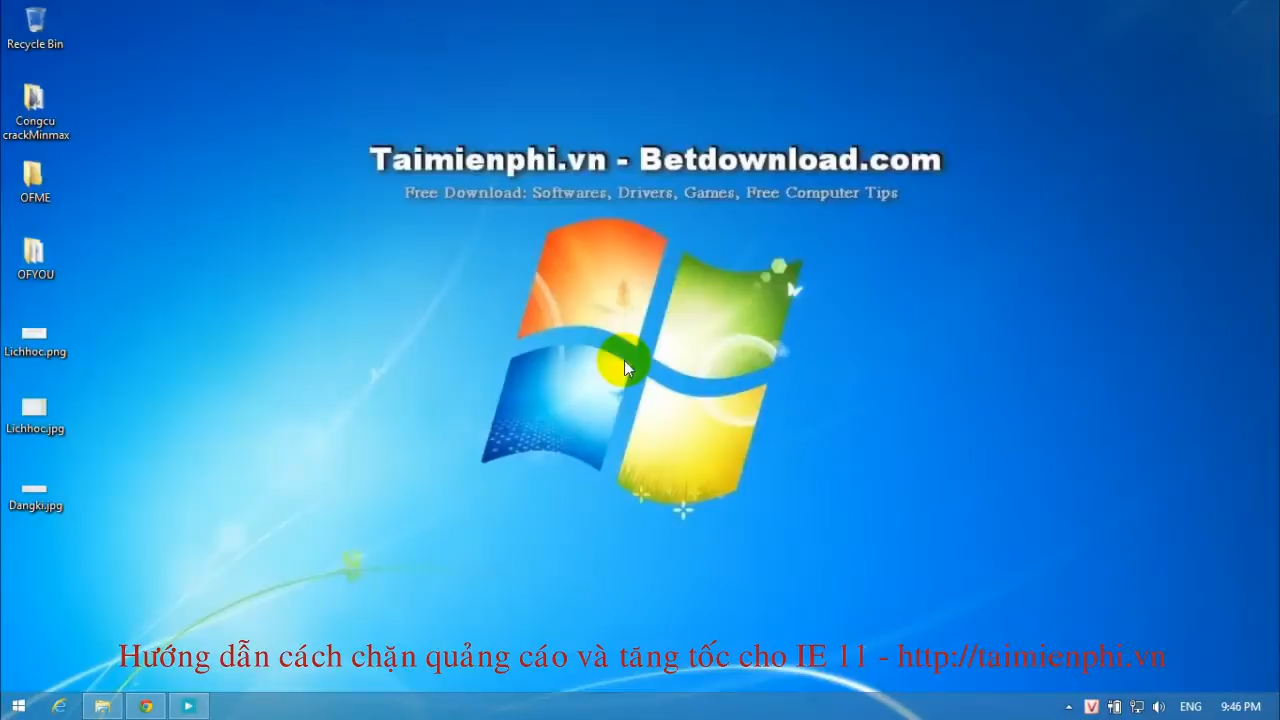 Recycle Bin
Congcu
crackMinmax
OFME
OFYOU
Lichhoc.png
Lichhoc.jpg
Dangki.jpg
Taimienphi.vn - Betdownload.com
Free Download: Softwares, Drivers, Games, Free Computer Tips
Hướng dẫn cách chặn quảng cáo và tăng tốc cho IE 11 - http://taimienphi.vn
V
ENG
9:46 PM